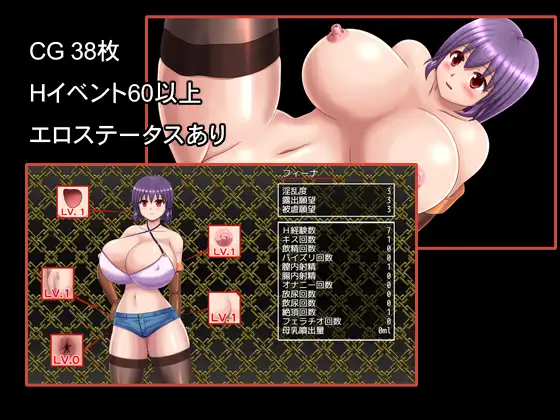 CG 38枚
Hイベント60以上
エロステータスあり
フィーナ
淫乱度 3
露出願望 3
被虐願望 3
H経験数 7
キス回数 1
飲精回数 0
パイズリ回数 0
膣内射精 1
腸内射精 0
オナニー回数 0
放尿回数 0
飲尿回数 0
絶頂回数 1
フェラチオ回数 0
母乳噴出量 0ml
LV.1
LV.1
LV.1
LV.1
LV.0